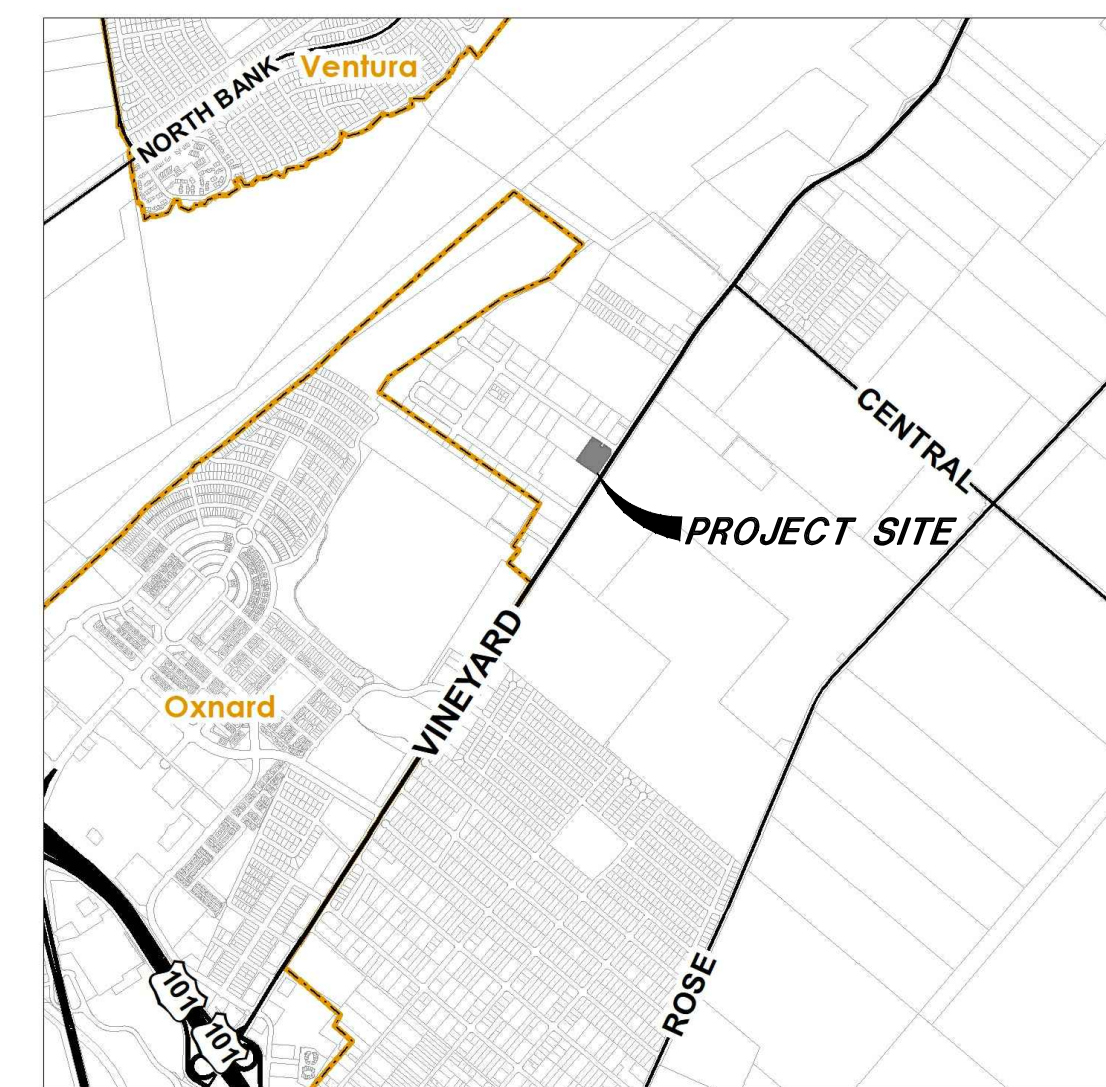 Ventura
NORTH BANK
CENTRAL
PROJECT SITE
VINEYARD
Oxnard
ROSE
101
101